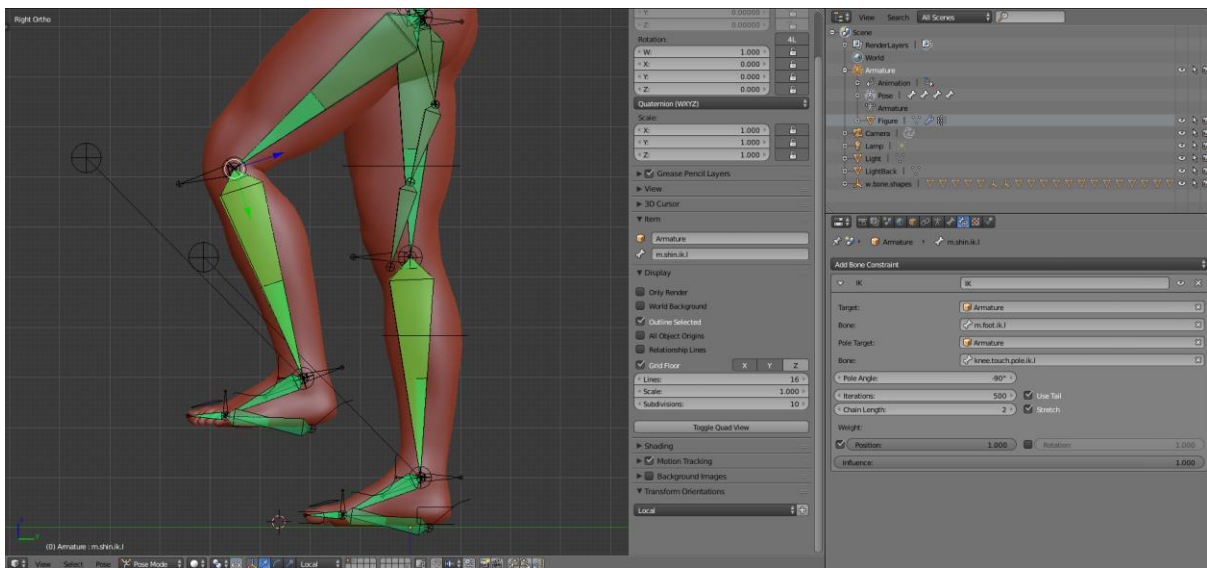 Right Ortho
(0) Armature : m.shin.ik.l
View Select Pose Pose Mode Local
Y: 0.00000
Z: 0.00000
Rotation: 4L
W: 1.000
X: 0.000
Y: 0.000
Z: 0.000
Quaternion (WXYZ)
Scale:
X: 1.000
Y: 1.000
Z: 1.000
Grease Pencil Layers
View
3D Cursor
Item
Armature
m.shin.ik.l
Display
Only Render
World Background
Outline Selected
All Object Origins
Relationship Lines
Grid Floor X Y Z
Lines: 16
Scale: 1.000
Subdivisions: 10
Toggle Quad View
Shading
Motion Tracking
Background Images
Transform Orientations
Local
View Search All Scenes
Scene
RenderLayers
World
Armature
Animation
Pose
Armature
Figure
Camera
Lamp
Light
LightBack
w.bone.shapes
Armature m.shin.ik.l
Add Bone Constraint
IK IK
Target: Armature
Bone: m.foot.ik.l
Pole Target: Armature
Bone: knee.touch.pole.ik.l
Pole Angle: -90°
Iterations: 500 Use Tail
Chain Length: 2 Stretch
Weight:
Position: 1.000 Rotation: 1.000
Influence: 1.000